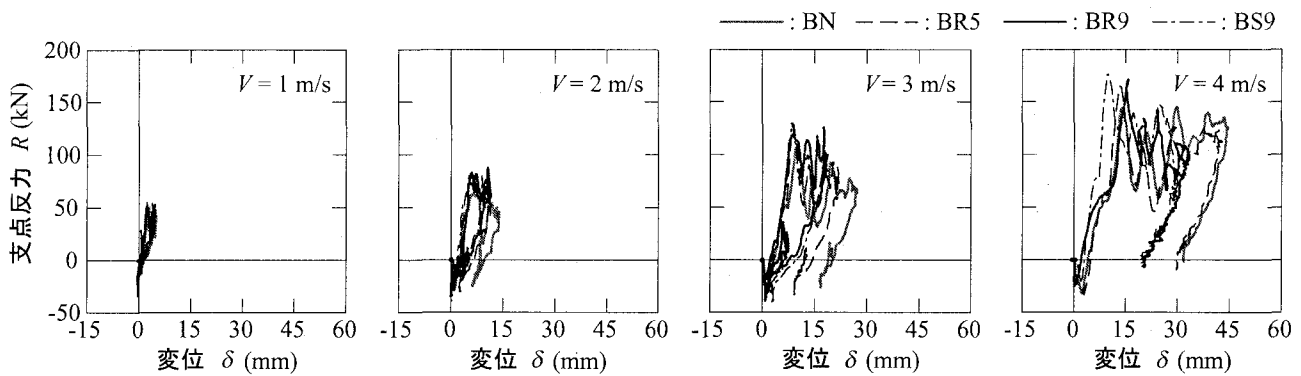 : BN : BR5 : BR9 : BS9
支点反力 R (kN)
200
150
100
50
0
-50
V = 1 m/s
V = 2 m/s
V = 3 m/s
V = 4 m/s
-15 0 15 30 45 60
-15 0 15 30 45 60
-15 0 15 30 45 60
-15 0 15 30 45 60
変位 δ (mm)
変位 δ (mm)
変位 δ (mm)
変位 δ (mm)